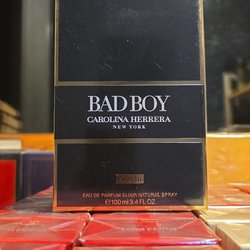 BAD BOY
CAROLINA HERRERA
NEW YORK
EAU DE PARFUM ELIXIR NATURAL SPRAY
℮100 ml 3.4 FL OZ